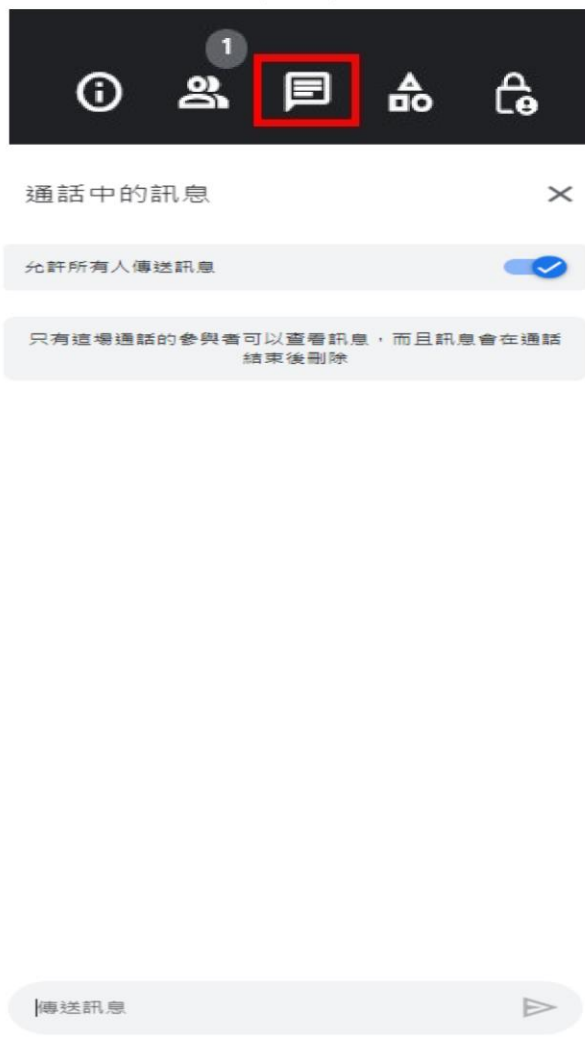 1
通話中的訊息
允許所有人傳送訊息
只有這場通話的參與者可以查看訊息，而且訊息會在通話
結束後刪除
傳送訊息